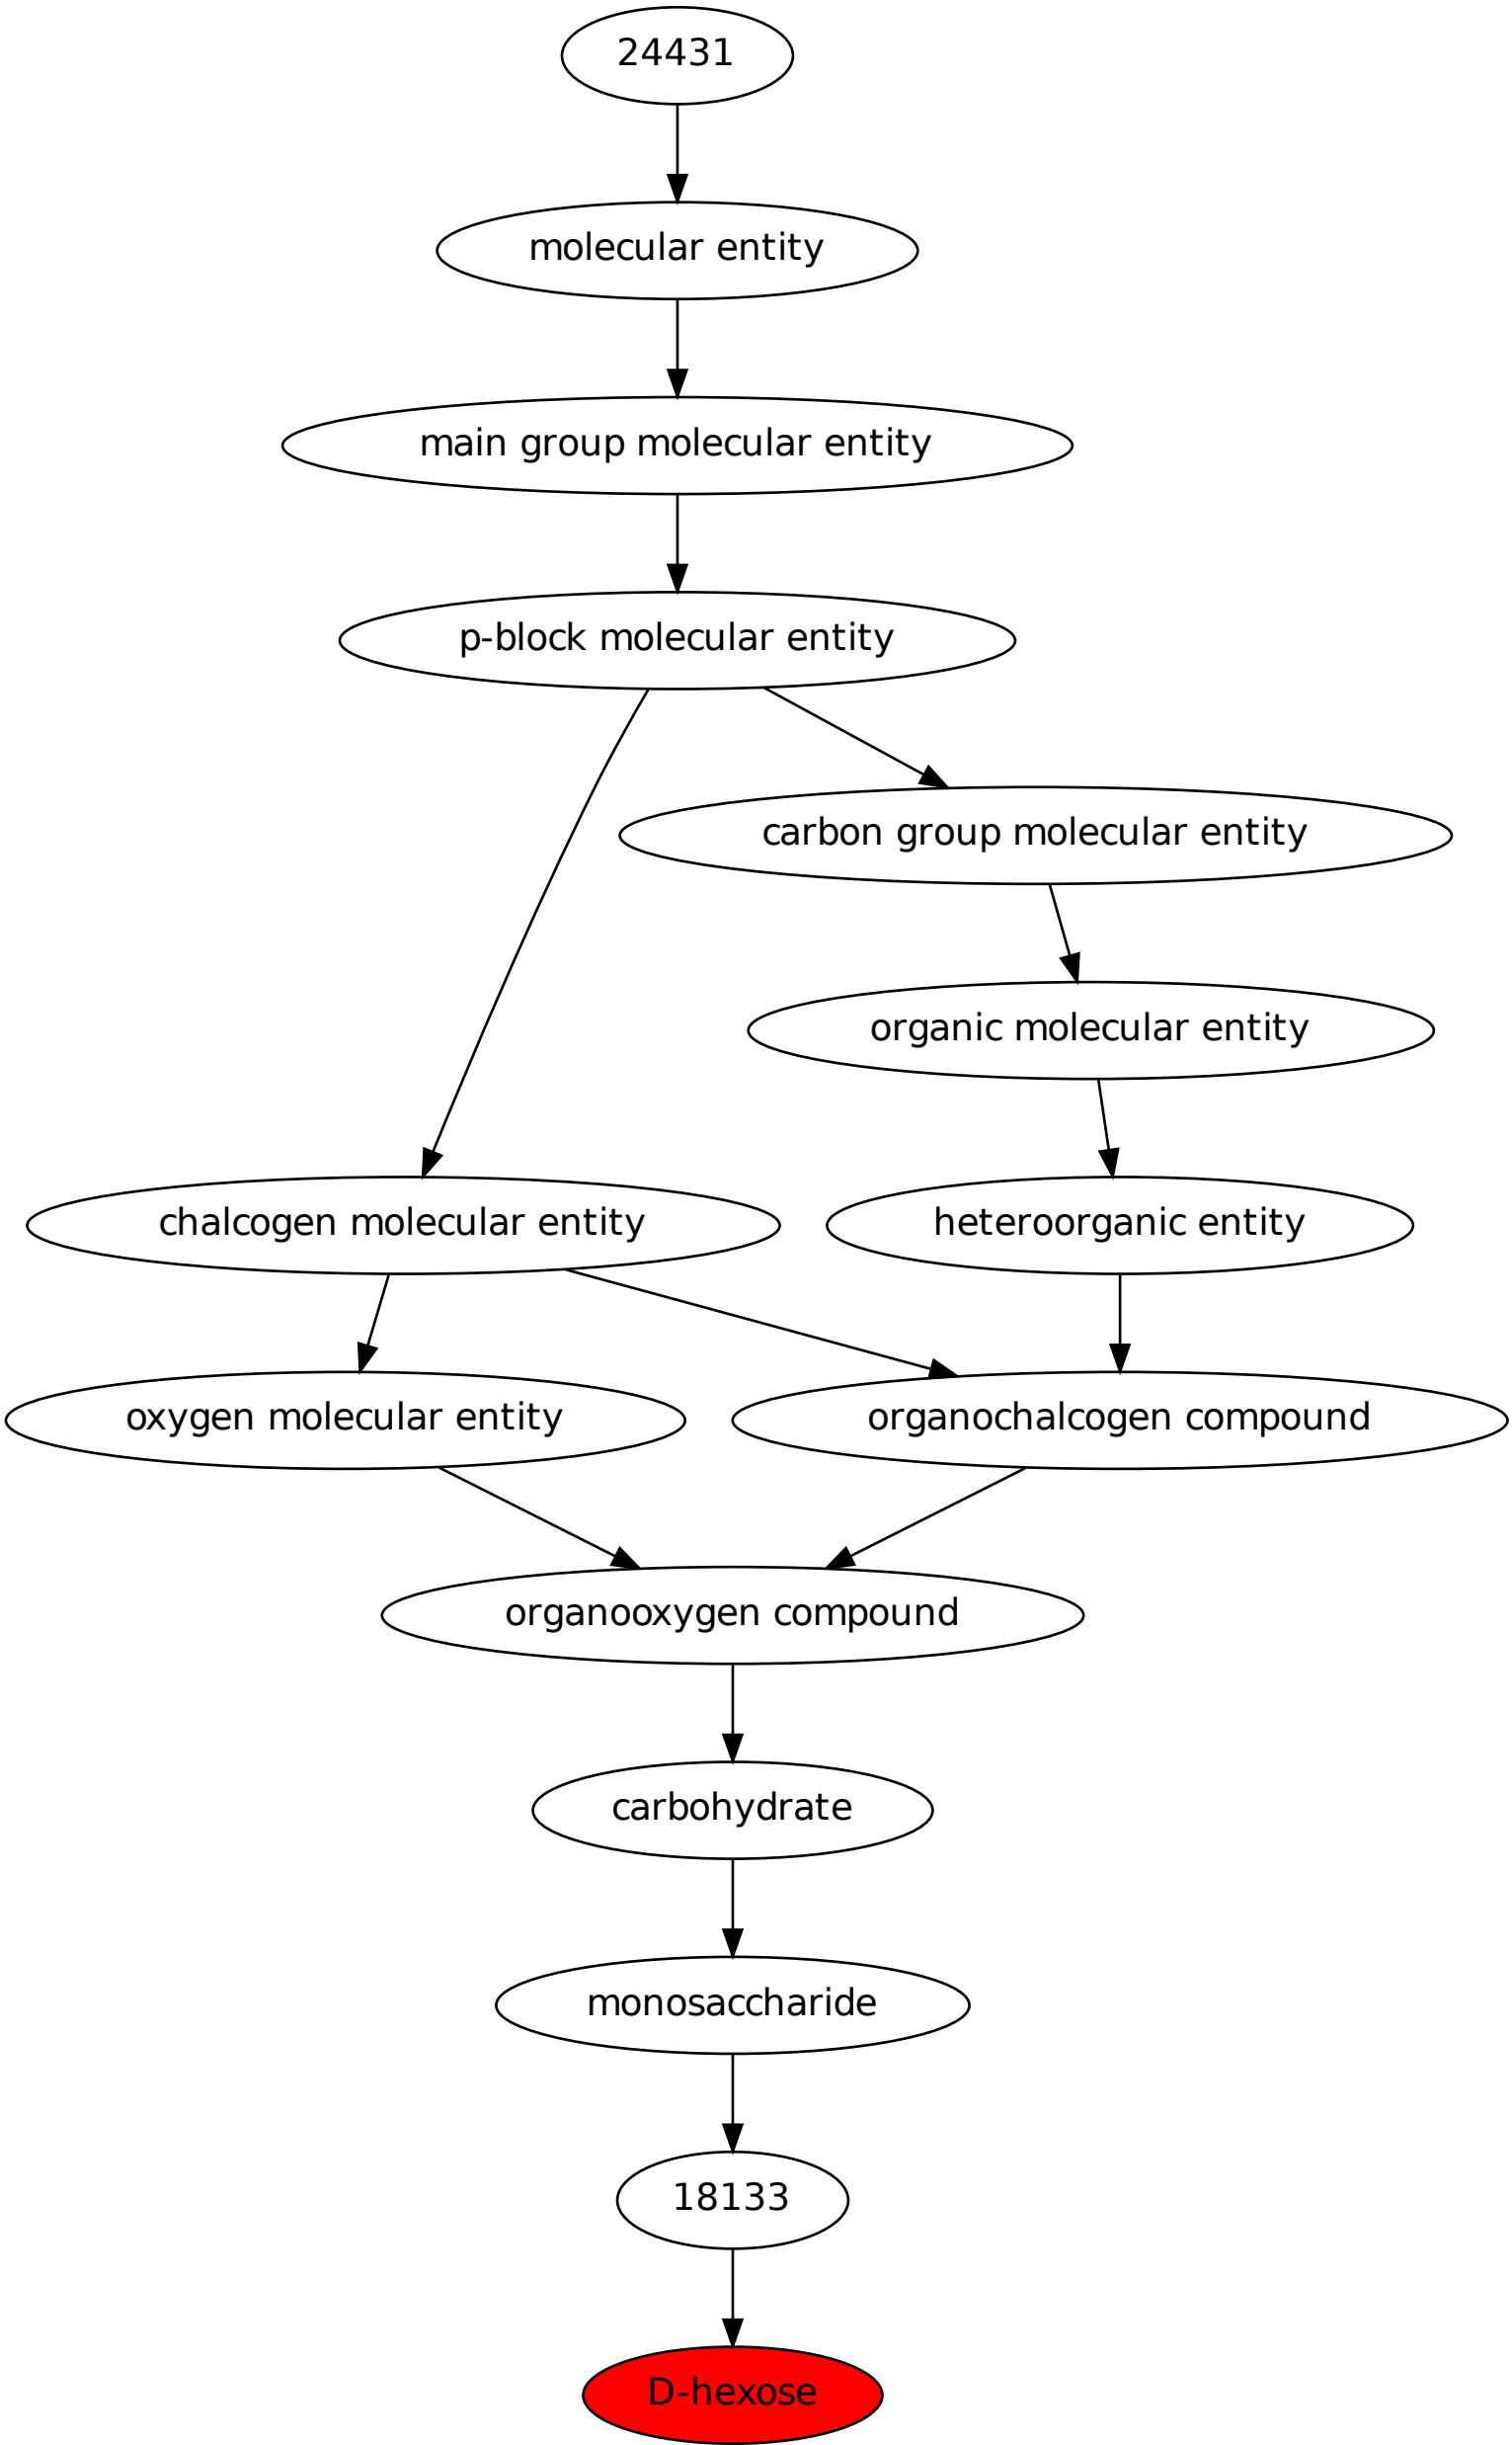 24431
molecular entity
main group molecular entity
p-block molecular entity
carbon group molecular entity
organic molecular entity
chalcogen molecular entity
heteroorganic entity
oxygen molecular entity
organochalcogen compound
organooxygen compound
carbohydrate
monosaccharide
18133
D-hexose